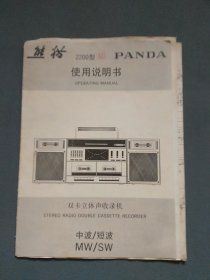 熊猫 2200型 PANDA
使用说明书
OPERATING MANUAL
双卡立体声收录机
STEREO RADIO DOUBLE CASSETTE RECORDER
中波/短波
MW/SW